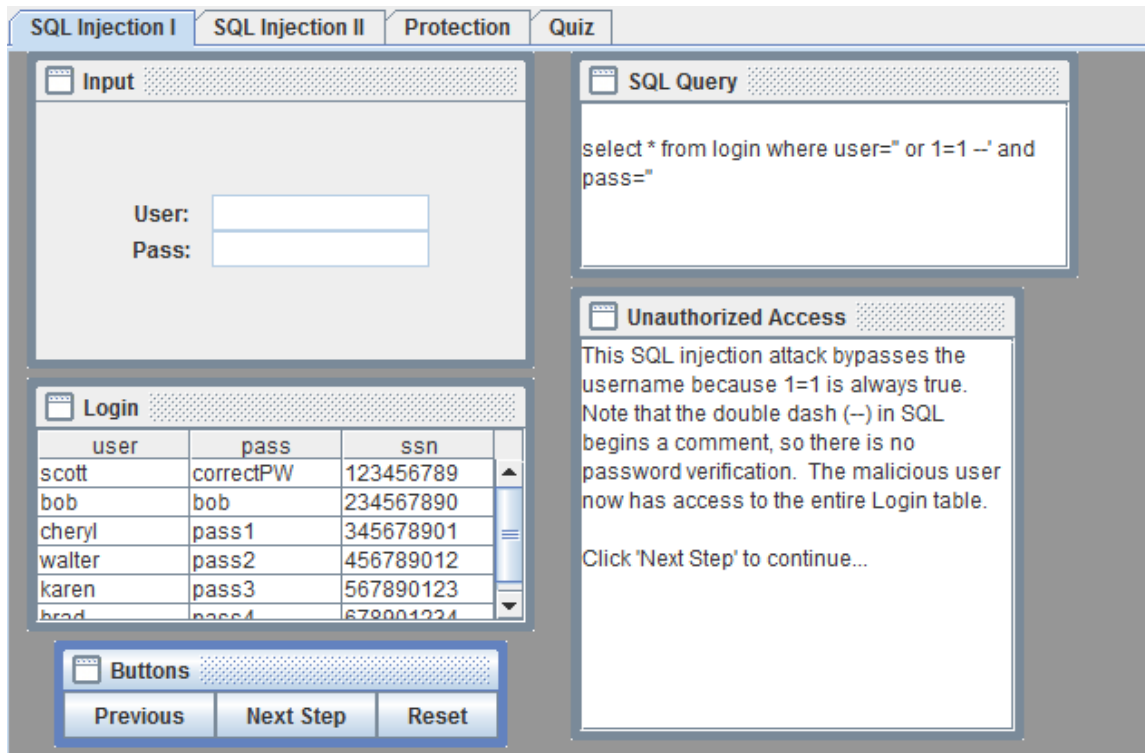 SQL Injection I SQL Injection II Protection Quiz
Input
User:
Pass:
SQL Query
select * from login where user='' or 1=1 --' and
pass=''
Login
user pass ssn
scott correctPW 123456789
bob bob 234567890
cheryl pass1 345678901
walter pass2 456789012
karen pass3 567890123
brad pass4 678901234
Unauthorized Access
This SQL injection attack bypasses the
username because 1=1 is always true.
Note that the double dash (--) in SQL
begins a comment, so there is no
password verification.  The malicious user
now has access to the entire Login table.
Click 'Next Step' to continue...
Buttons
Previous Next Step Reset